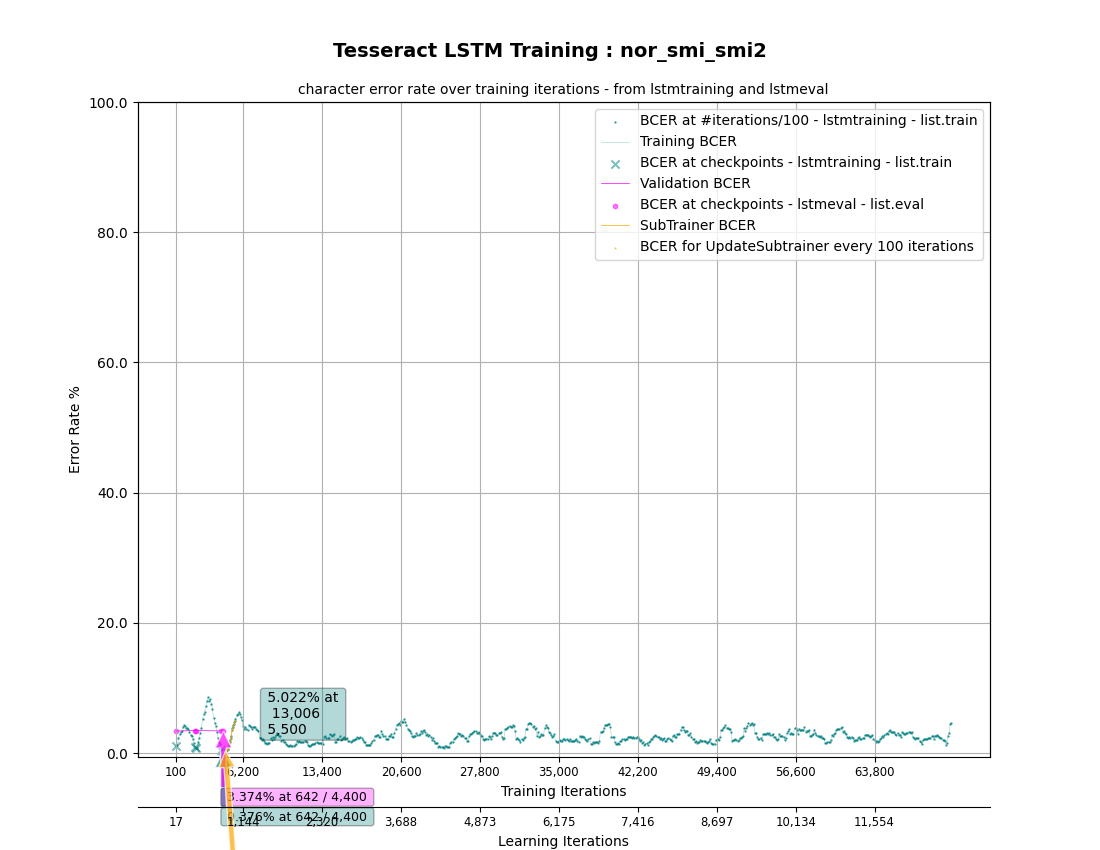 Tesseract LSTM Training : nor_smi_smi2
character error rate over training iterations - from lstmtraining and lstmeval
100.0
80.0
60.0
40.0
20.0
0.0
Error Rate %
BCER at #iterations/100 - lstmtraining - list.train
Training BCER
BCER at checkpoints - lstmtraining - list.train
Validation BCER
BCER at checkpoints - lstmeval - list.eval
SubTrainer BCER
BCER for UpdateSubtrainer every 100 iterations
5.022% at
13,006
5,500
100 6,200 13,400 20,600 27,800 35,000 42,200 49,400 56,600 63,800
Training Iterations
3.374% at 642 / 4,400
0.376% at 642 / 4,400
17 1,144 2,320 3,688 4,873 6,175 7,416 8,697 10,134 11,554
Learning Iterations